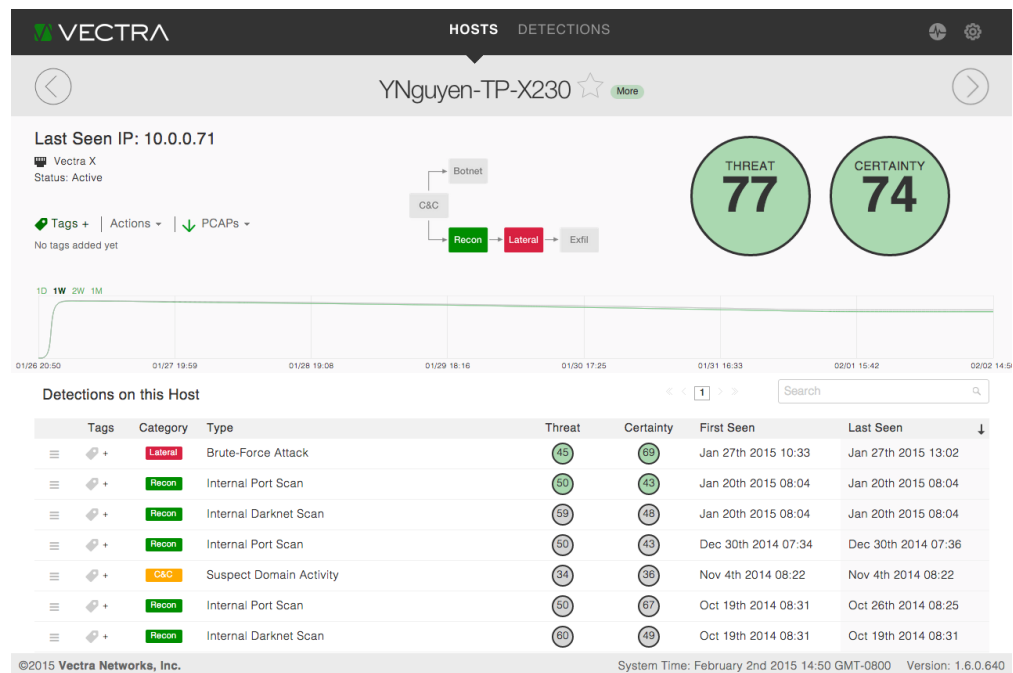 VECTRA
HOSTS DETECTIONS
YNguyen-TP-X230 More
Last Seen IP: 10.0.0.71
Vectra X
Status: Active
Tags + Actions PCAPs
No tags added yet
Botnet
C&C
Recon Lateral Exfil
THREAT
77
CERTAINTY
74
1D 1W 2W 1M
01/26 20:50 01/27 19:59 01/28 19:08 01/29 18:16 01/30 17:25 01/31 16:33 02/01 15:42 02/02 14:5
Detections on this Host
« < 1 > »
Search
Tags Category Type Threat Certainty First Seen Last Seen
+ Lateral Brute-Force Attack 45 69 Jan 27th 2015 10:33 Jan 27th 2015 13:02
+ Recon Internal Port Scan 50 43 Jan 20th 2015 08:04 Jan 20th 2015 08:04
+ Recon Internal Darknet Scan 59 48 Jan 20th 2015 08:04 Jan 20th 2015 08:04
+ Recon Internal Port Scan 50 43 Dec 30th 2014 07:34 Dec 30th 2014 07:36
+ C&C Suspect Domain Activity 34 36 Nov 4th 2014 08:22 Nov 4th 2014 08:22
+ Recon Internal Port Scan 50 67 Oct 19th 2014 08:31 Oct 26th 2014 08:25
+ Recon Internal Darknet Scan 60 49 Oct 19th 2014 08:31 Oct 19th 2014 08:31
©2015 Vectra Networks, Inc. System Time: February 2nd 2015 14:50 GMT-0800 Version: 1.6.0.640